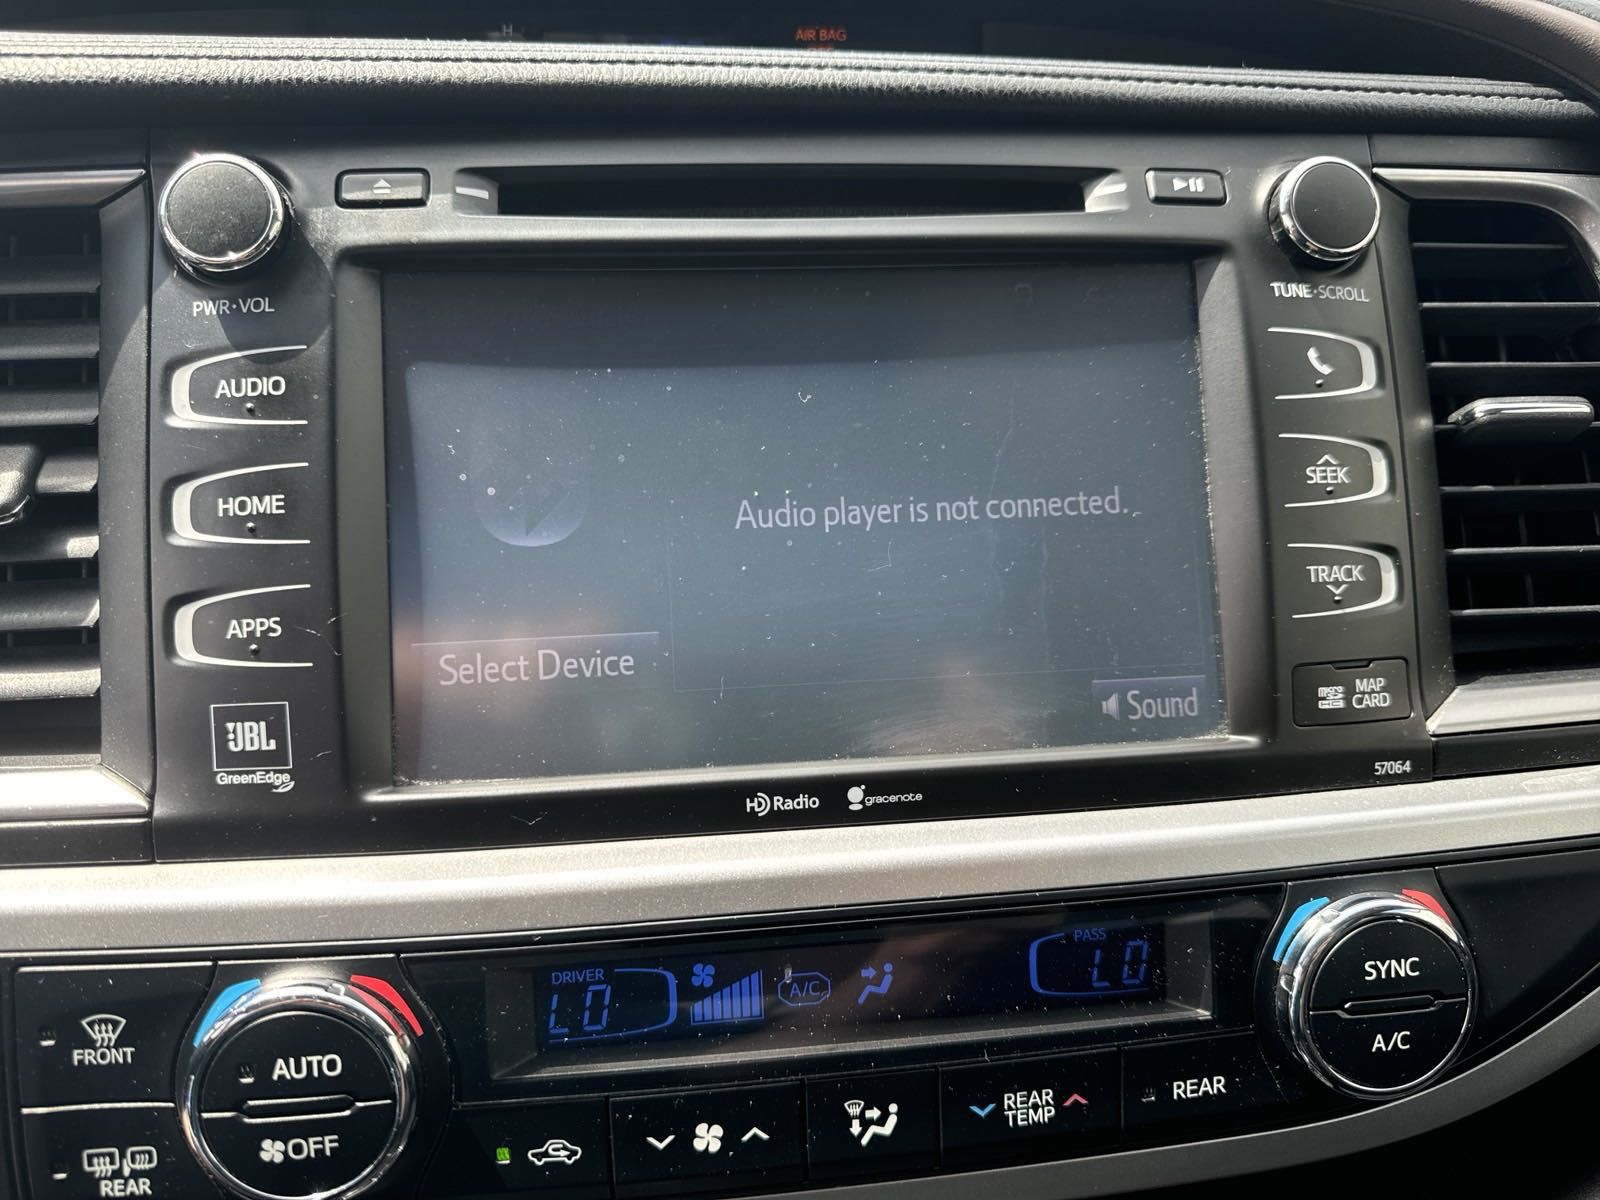 AIR BAG
PWR·VOL
TUNE·SCROLL
AUDIO
HOME
APPS
SEEK
TRACK
Audio player is not connected.
Select Device
Sound
MAP
CARD
micro
JBL
GreenEdge
57064
HD Radio
gracenote
DRIVER
LO
A/C
PASS
LO
FRONT
AUTO
OFF
REAR
REAR
TEMP
REAR
SYNC
A/C